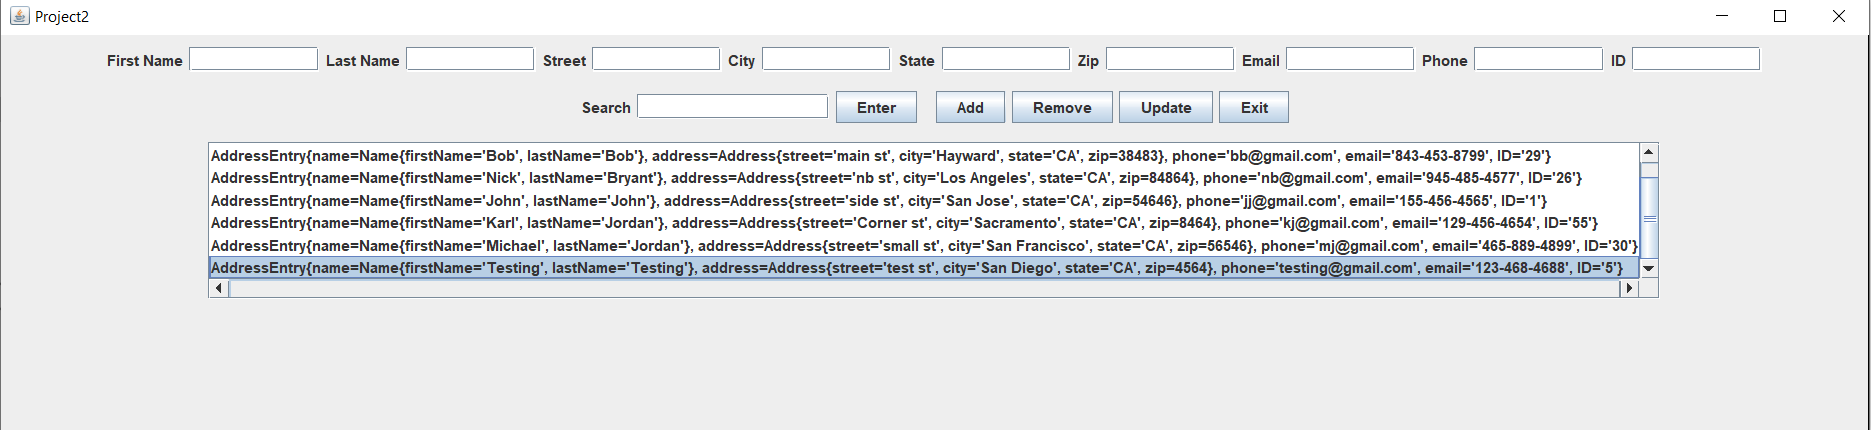 Project2
First Name Last Name Street City State Zip Email Phone ID
Search Enter Add Remove Update Exit
AddressEntry{name=Name{firstName='Bob', lastName='Bob'}, address=Address{street='main st', city='Hayward', state='CA', zip=38483}, phone='bb@gmail.com', email='843-453-8799', ID='29'}
AddressEntry{name=Name{firstName='Nick', lastName='Bryant'}, address=Address{street='nb st', city='Los Angeles', state='CA', zip=84864}, phone='nb@gmail.com', email='945-485-4577', ID='26'}
AddressEntry{name=Name{firstName='John', lastName='John'}, address=Address{street='side st', city='San Jose', state='CA', zip=54646}, phone='jj@gmail.com', email='155-456-4565', ID='1'}
AddressEntry{name=Name{firstName='Karl', lastName='Jordan'}, address=Address{street='Corner st', city='Sacramento', state='CA', zip=8464}, phone='kj@gmail.com', email='129-456-4654', ID='55'}
AddressEntry{name=Name{firstName='Michael', lastName='Jordan'}, address=Address{street='small st', city='San Francisco', state='CA', zip=56546}, phone='mj@gmail.com', email='465-889-4899', ID='30'}
AddressEntry{name=Name{firstName='Testing', lastName='Testing'}, address=Address{street='test st', city='San Diego', state='CA', zip=4564}, phone='testing@gmail.com', email='123-468-4688', ID='5'}